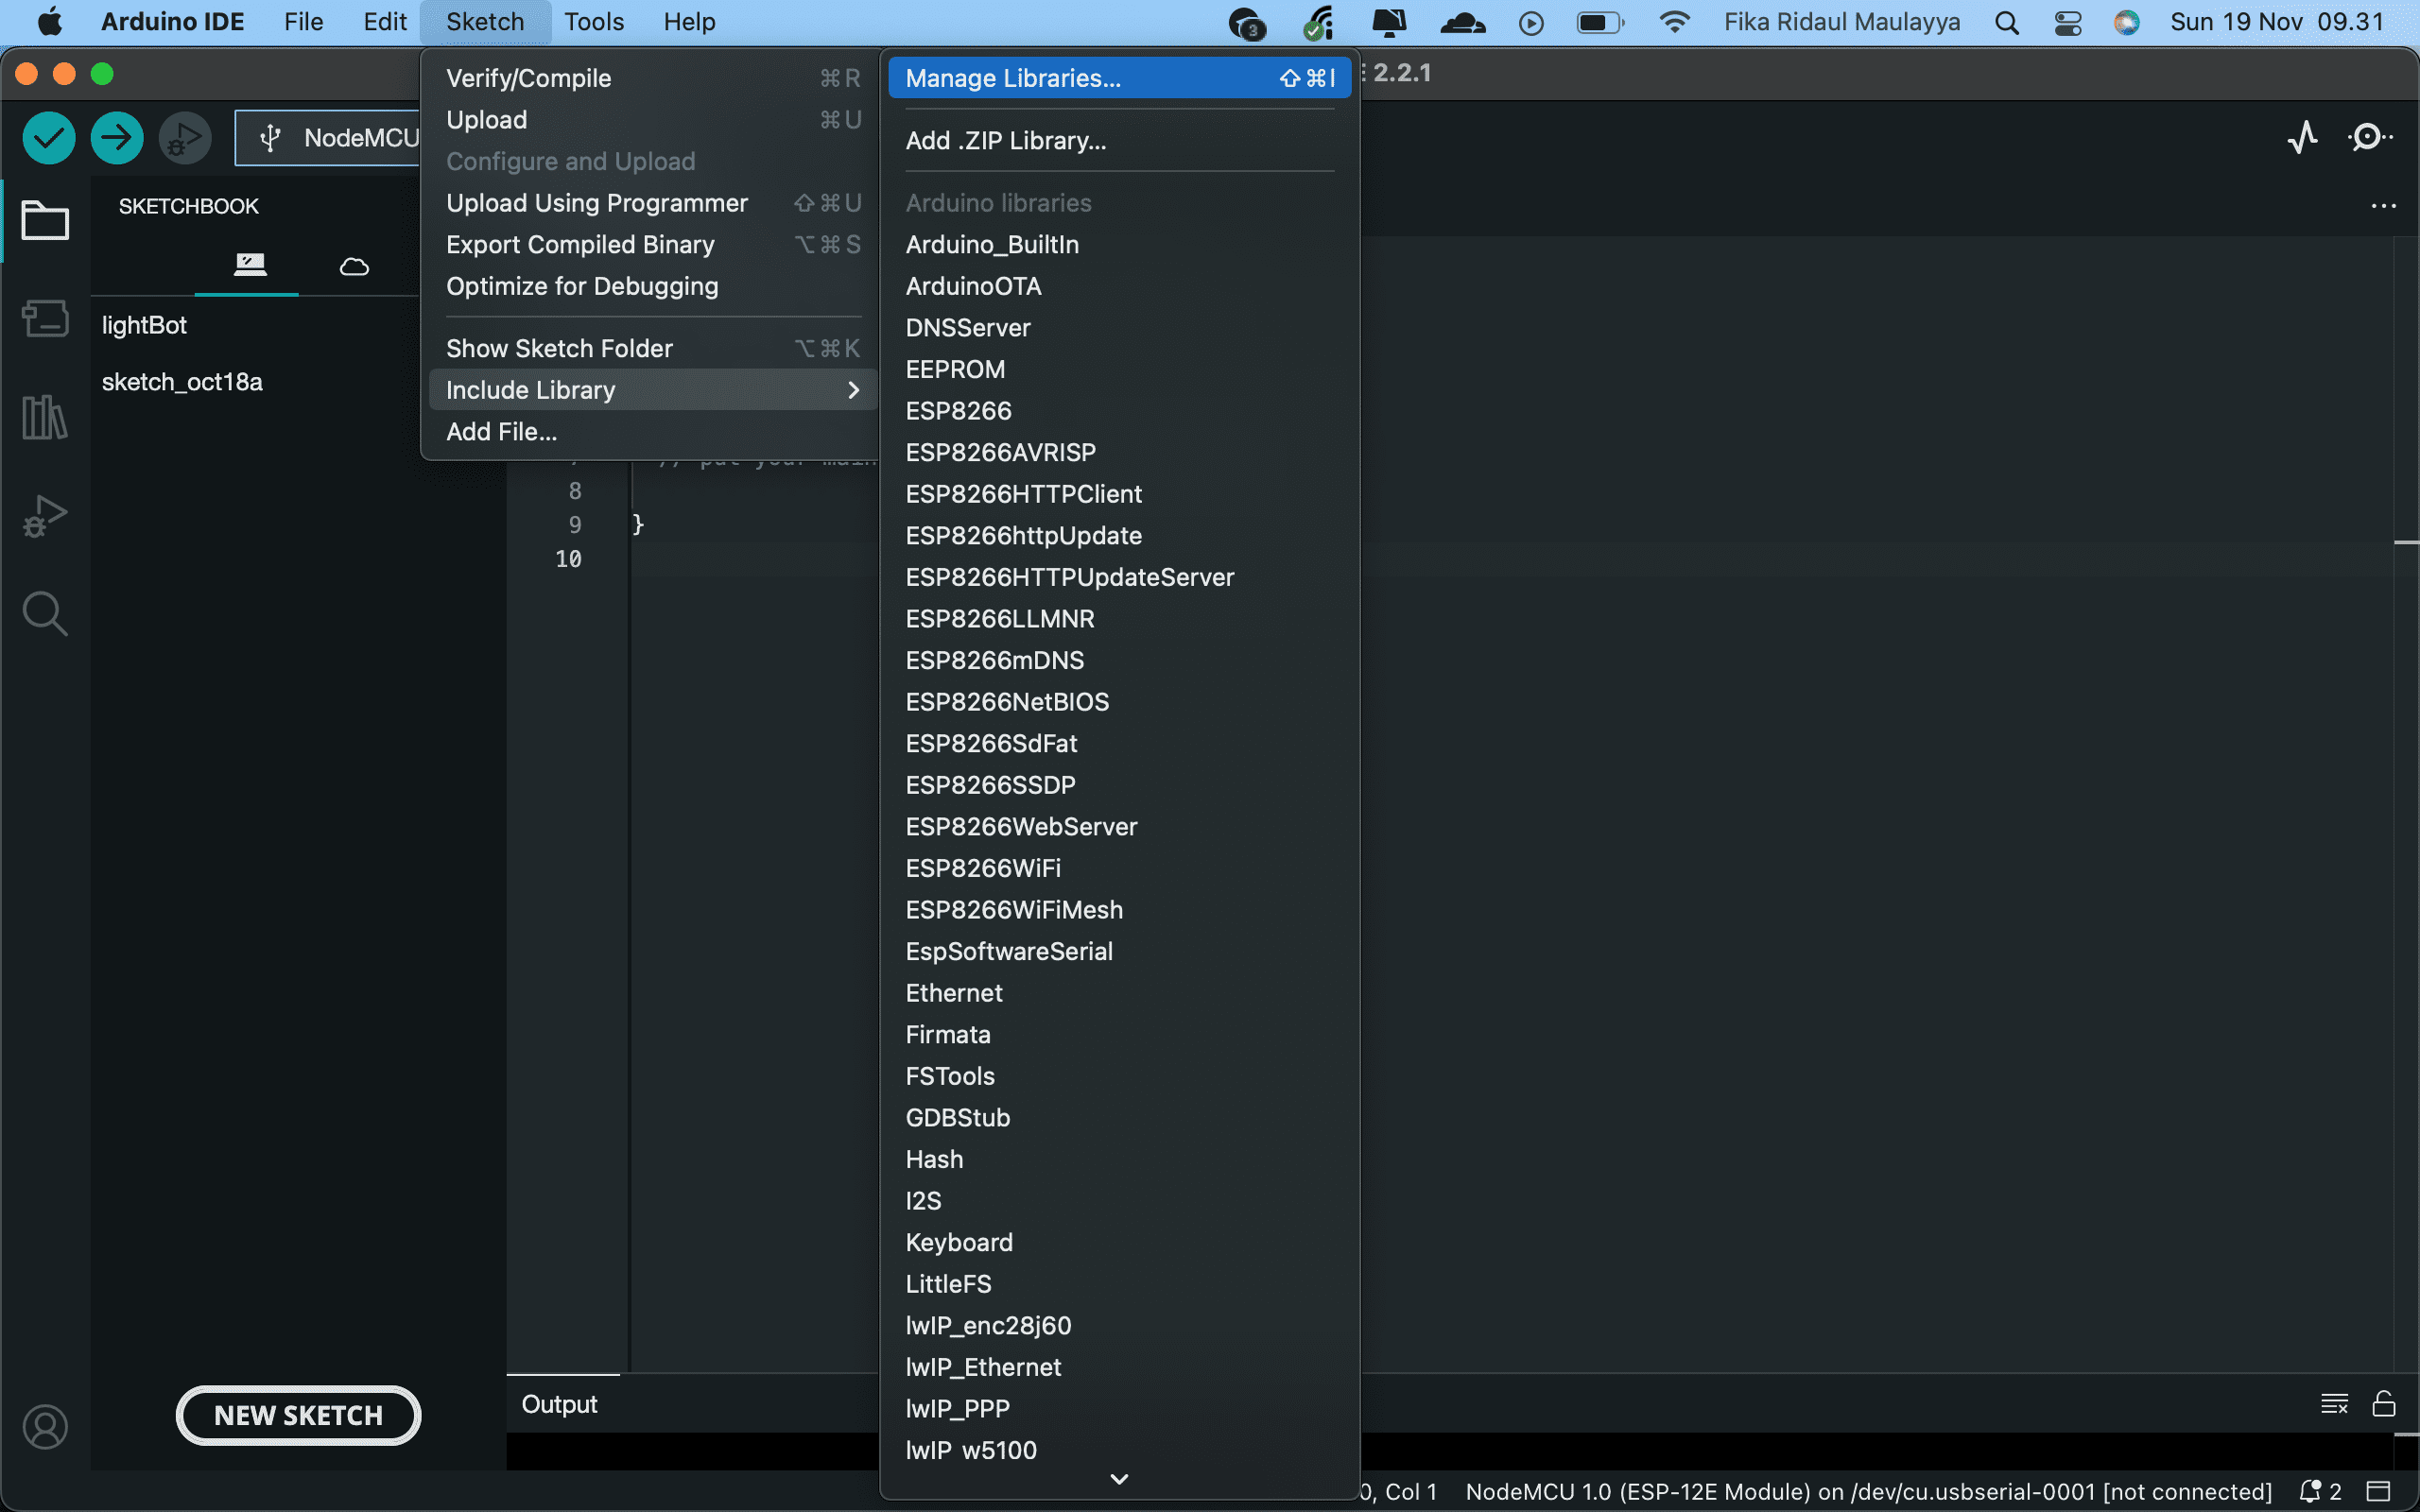 Arduino IDE File Edit Sketch Tools Help 3 Fika Ridaul Maulayya Sun 19 Nov 09.31
2.2.1
NodeMCU
SKETCHBOOK
lightBot
sketch_oct18a
NEW SKETCH
Verify/Compile ⌘R
Upload ⌘U
Configure and Upload
Upload Using Programmer ⇧⌘U
Export Compiled Binary ⌥⌘S
Optimize for Debugging
Show Sketch Folder ⌥⌘K
Include Library
Add File...
Manage Libraries... ⇧⌘I
Add .ZIP Library...
Arduino libraries
Arduino_BuiltIn
ArduinoOTA
DNSServer
EEPROM
ESP8266
ESP8266AVRISP
ESP8266HTTPClient
ESP8266httpUpdate
ESP8266HTTPUpdateServer
ESP8266LLMNR
ESP8266mDNS
ESP8266NetBIOS
ESP8266SdFat
ESP8266SSDP
ESP8266WebServer
ESP8266WiFi
ESP8266WiFiMesh
EspSoftwareSerial
Ethernet
Firmata
FSTools
GDBStub
Hash
I2S
Keyboard
LittleFS
lwIP_enc28j60
lwIP_Ethernet
lwIP_PPP
lwIP_w5100
// put your main
8
9 }
10
Output
0, Col 1 NodeMCU 1.0 (ESP-12E Module) on /dev/cu.usbserial-0001 [not connected] 2